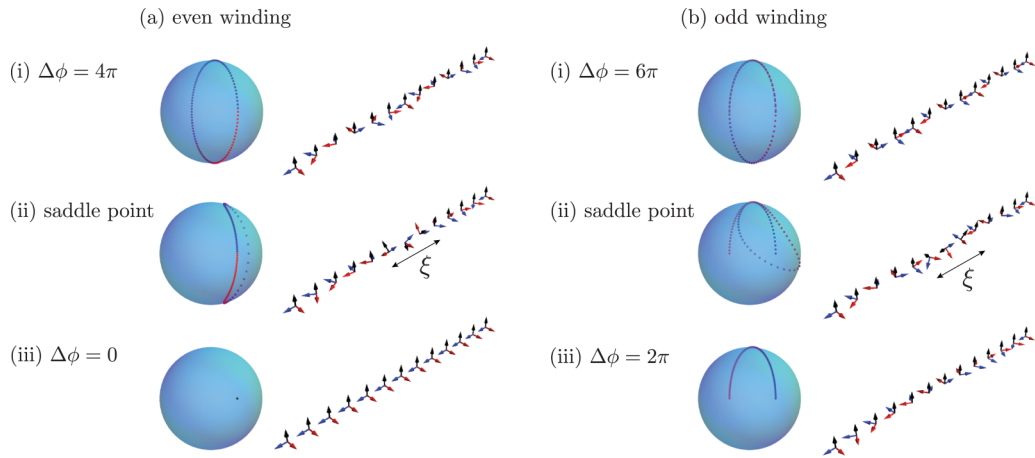 (a) even winding
(i) Δϕ = 4π
(ii) saddle point
ξ
(iii) Δϕ = 0
(b) odd winding
(i) Δϕ = 6π
(ii) saddle point
ξ
(iii) Δϕ = 2π